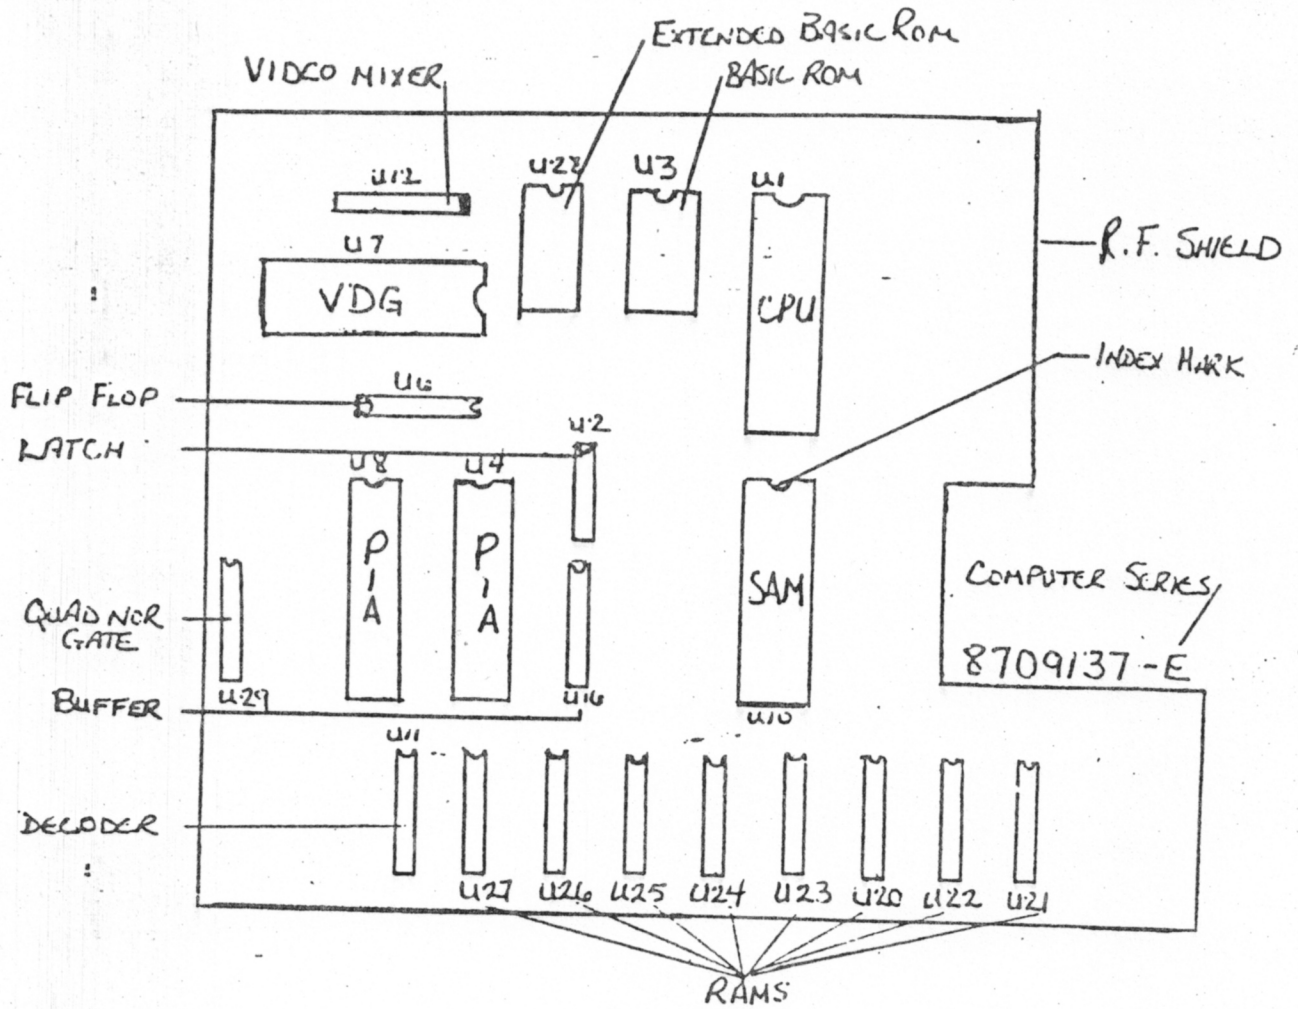 EXTENDED BASIC ROM
VIDEO MIXER
BASIC ROM
U12
U22
U3
U1
U7
VDG
CPU
R.F. SHIELD
INDEX MARK
FLIP FLOP
U6
LATCH
U2
U8
U4
PIA
PIA
SAM
COMPUTER SERIES
QUAD NOR
GATE
8709137-E
U29
U16
BUFFER
U10
U11
DECODER
U27
U26
U25
U24
U23
U20
U22
U21
RAMS